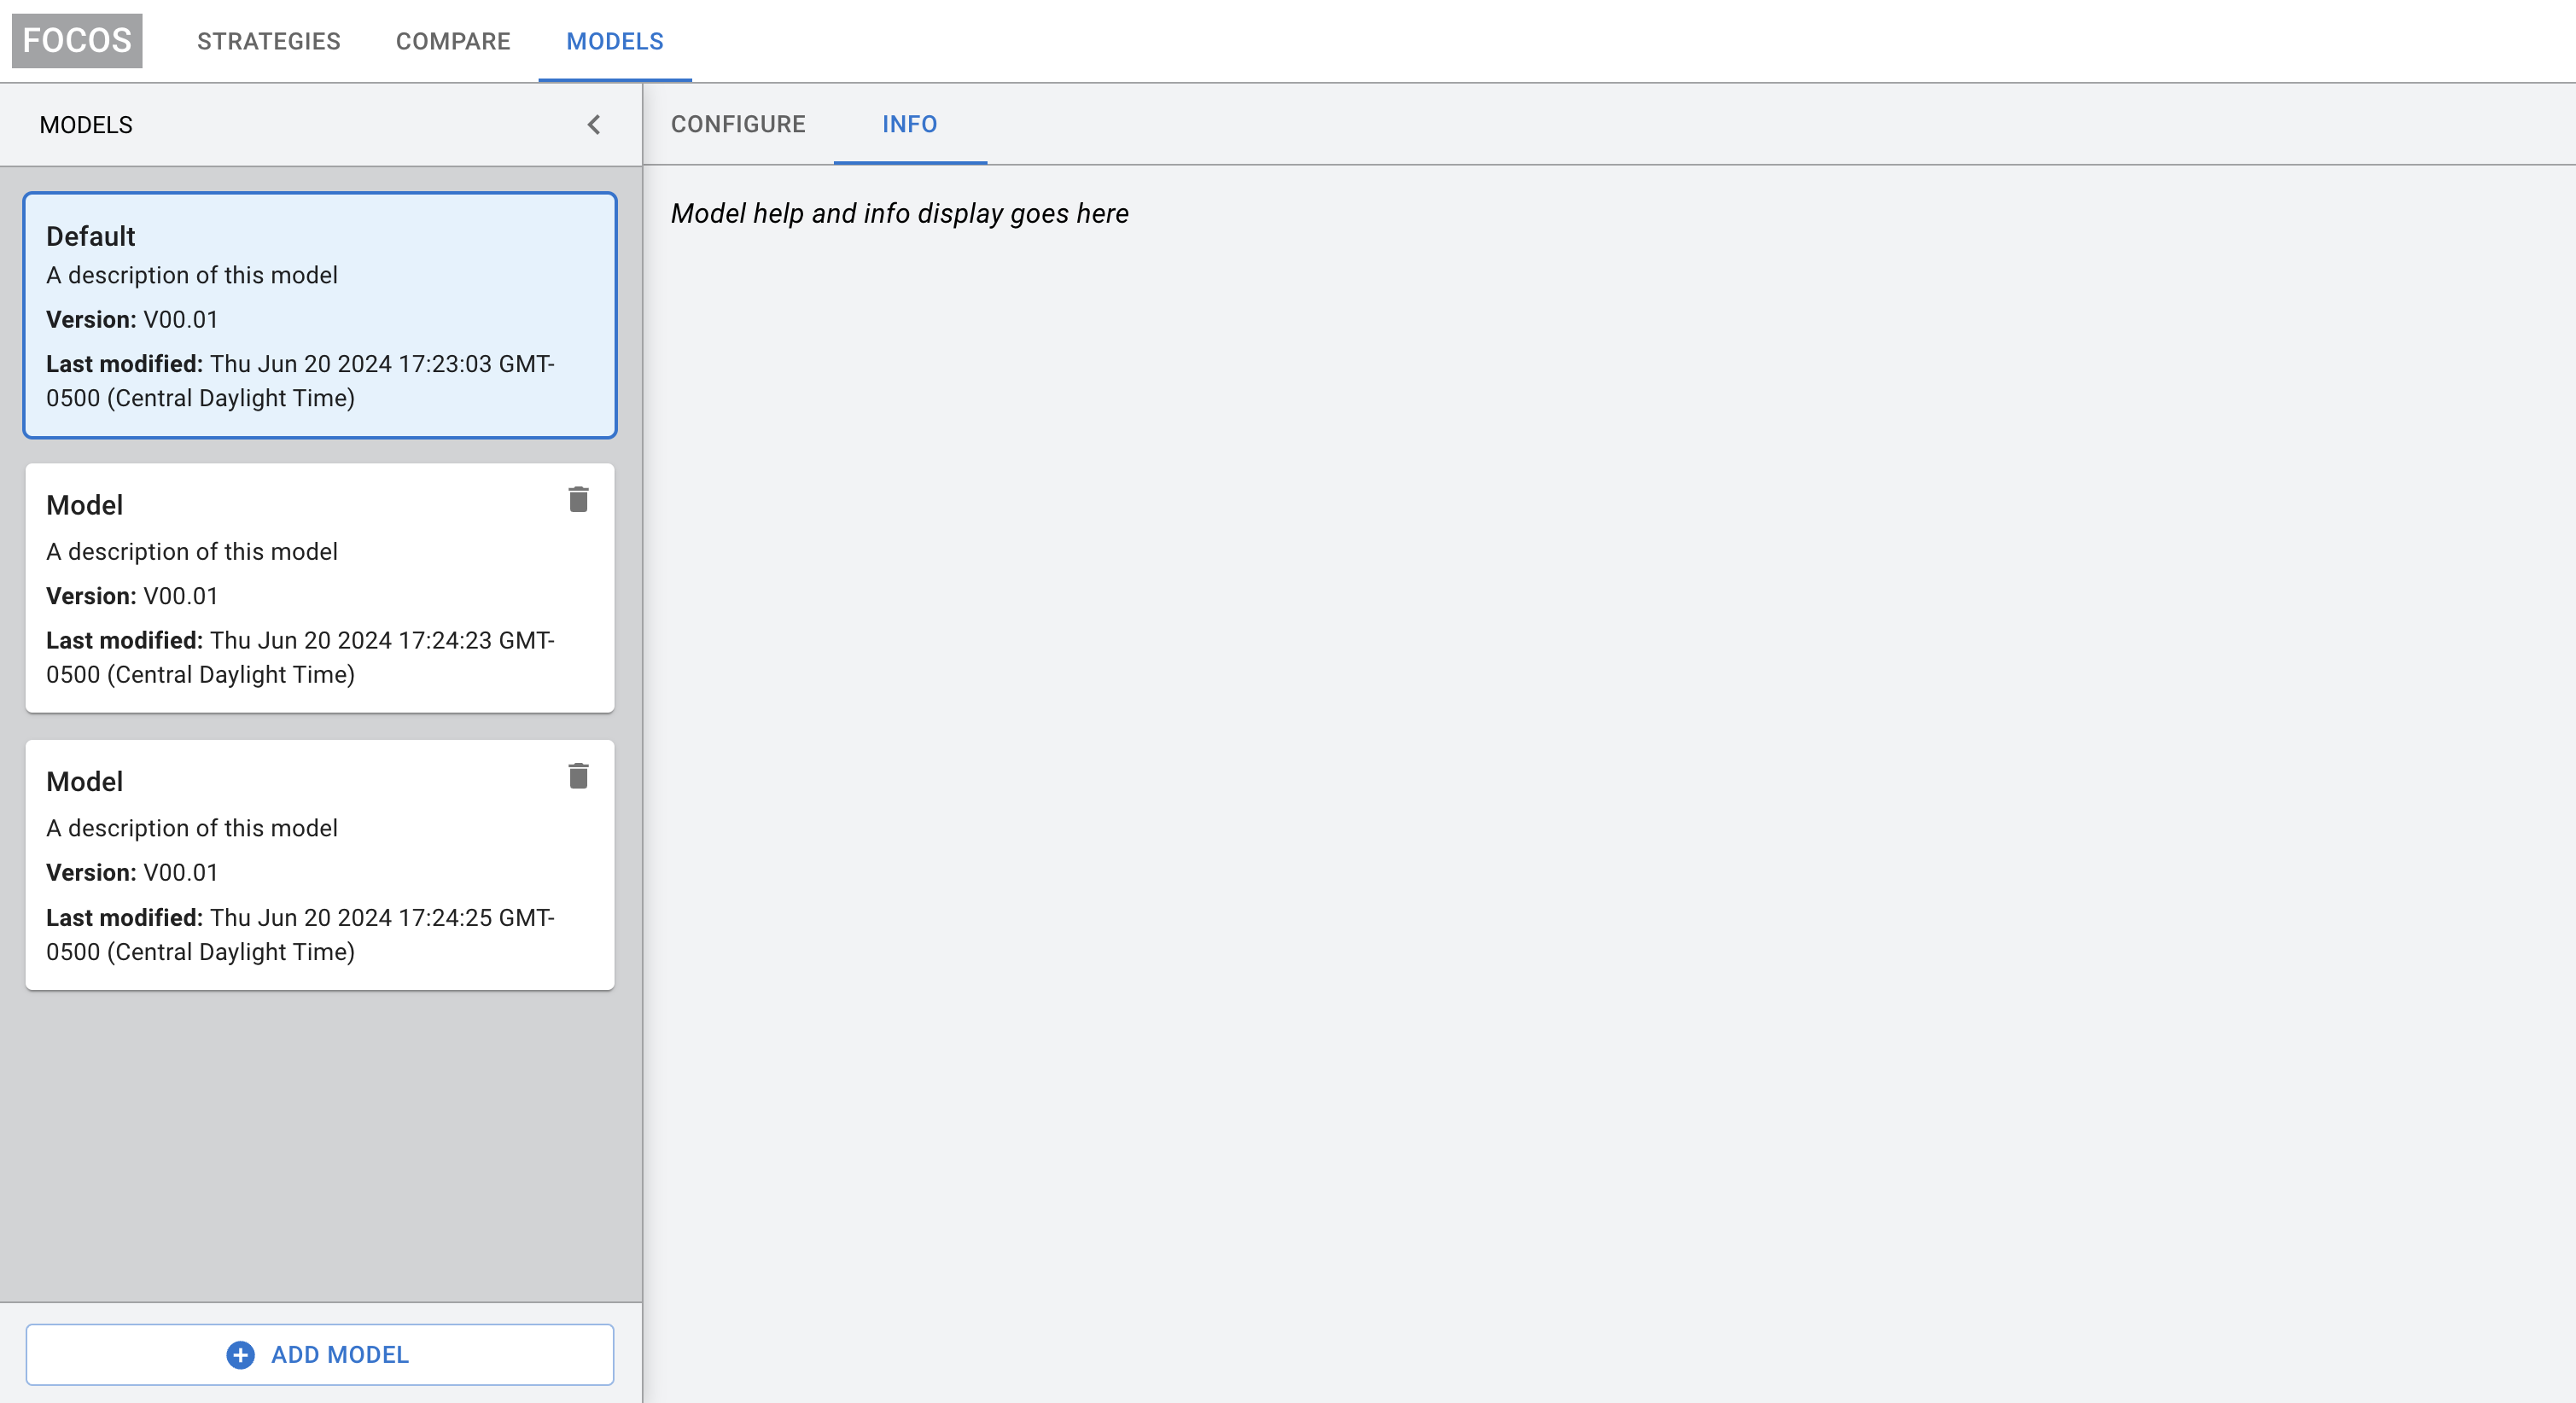 FOCOS
STRATEGIES
COMPARE
MODELS
MODELS
Default
A description of this model
Version: V00.01
Last modified: Thu Jun 20 2024 17:23:03 GMT-
0500 (Central Daylight Time)
Model
A description of this model
Version: V00.01
Last modified: Thu Jun 20 2024 17:24:23 GMT-
0500 (Central Daylight Time)
Model
A description of this model
Version: V00.01
Last modified: Thu Jun 20 2024 17:24:25 GMT-
0500 (Central Daylight Time)
ADD MODEL
CONFIGURE
INFO
Model help and info display goes here